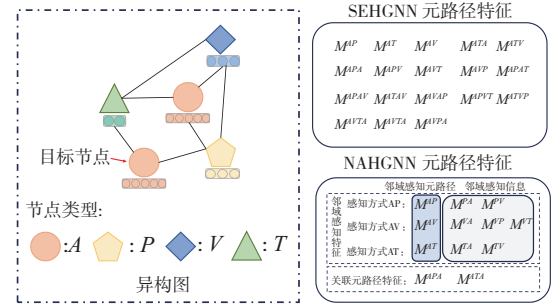 目标节点
节点类型:
:A :P :V :T
异构图
SEHGNN 元路径特征
M^AP M^AT M^AV M^ATA M^ATV
M^APA M^APV M^AVT M^AVP M^APAT
M^APAV M^ATAV M^AVAP M^APVT M^ATVP
M^AVTA M^AVTA M^AVPA
NAHGNN 元路径特征
邻域感知元路径 邻域感知信息
邻域感知特征
感知方式AP: M^AP M^PA M^PV
感知方式AV: M^AV M^VA M^VP M^VT
感知方式AT: M^AT M^TA M^TV
关联元路径特征: M^APA M^ATA